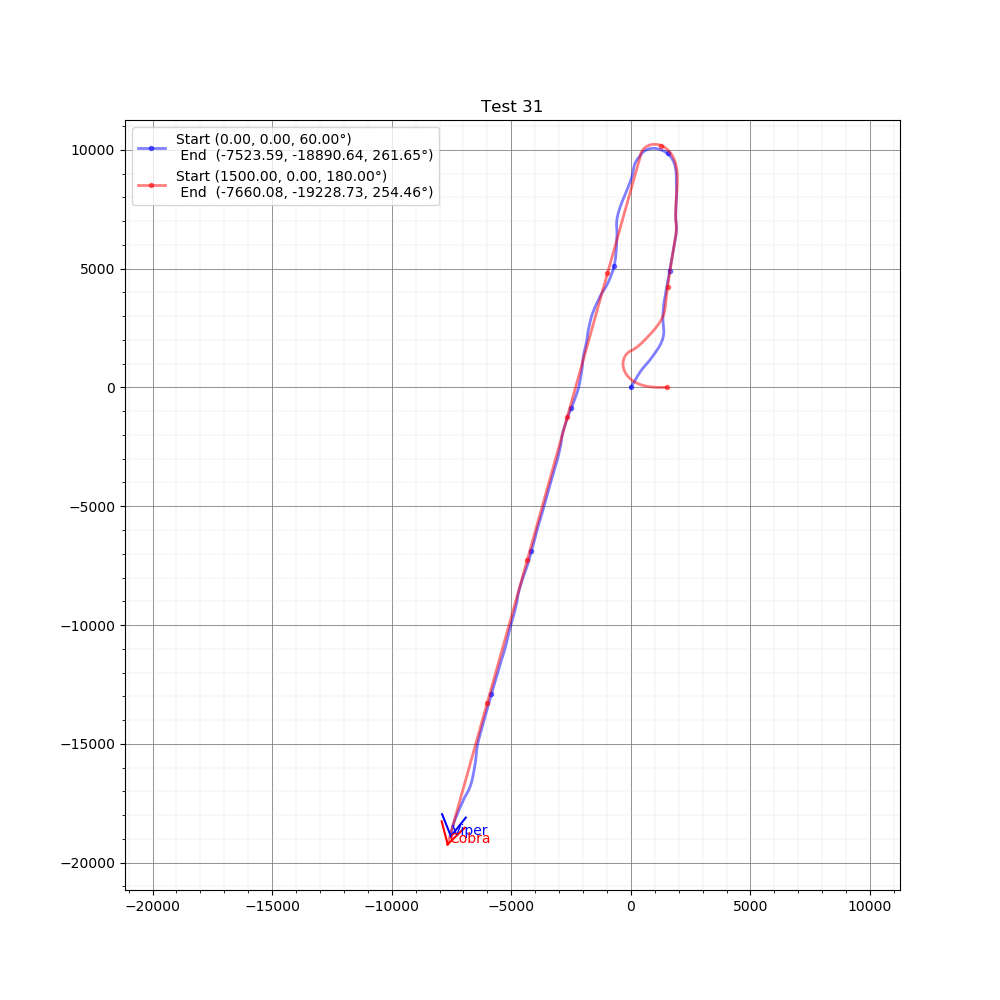 Test 31
Start (0.00, 0.00, 60.00°)
End (-7523.59, -18890.64, 261.65°)
Start (1500.00, 0.00, 180.00°)
End (-7660.08, -19228.73, 254.46°)
10000
5000
0
−5000
−10000
−15000
−20000
Viper
Cobra
−20000 −15000 −10000 −5000 0 5000 10000